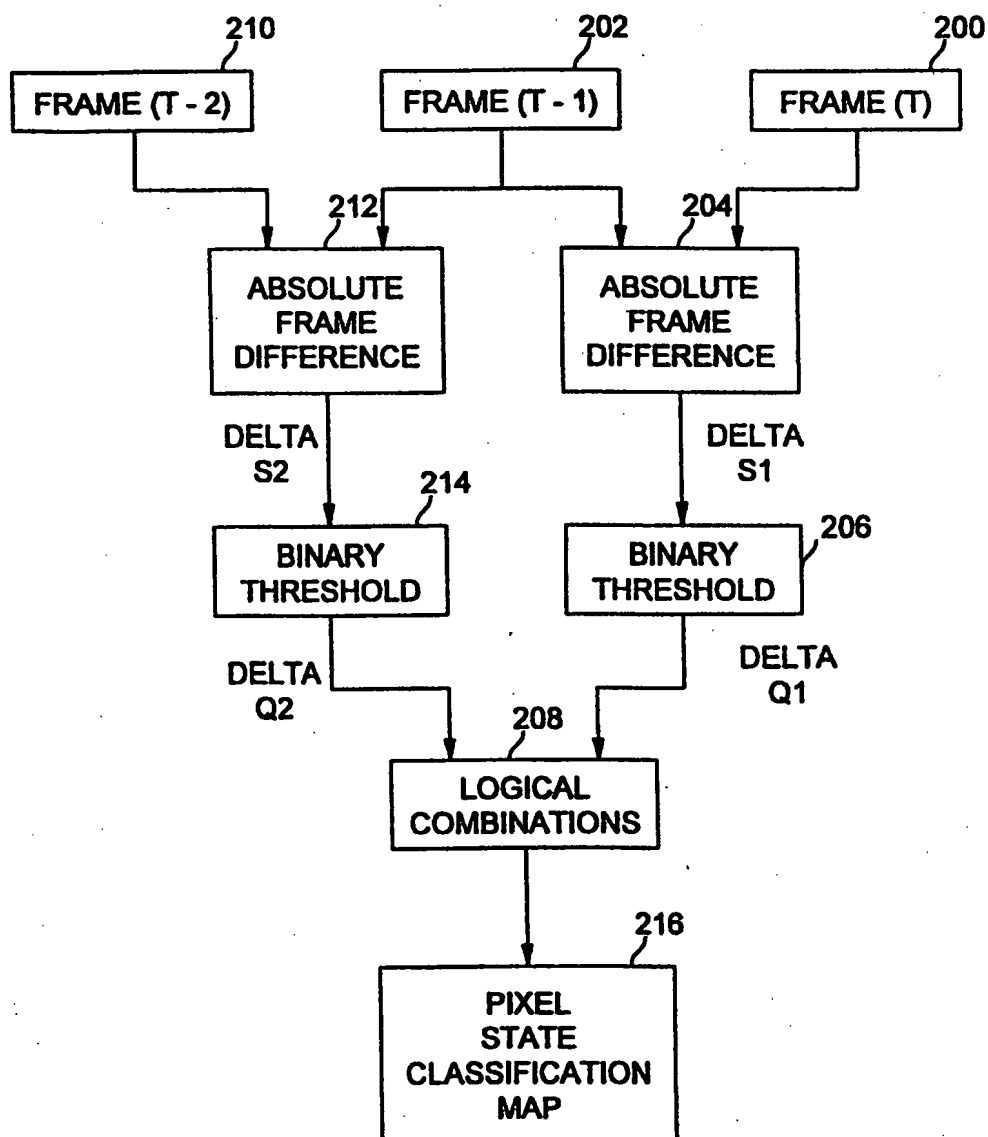 210
202
200
FRAME (T - 2)
FRAME (T - 1)
FRAME (T)
212
204
ABSOLUTE
FRAME
DIFFERENCE
ABSOLUTE
FRAME
DIFFERENCE
DELTA
S2
DELTA
S1
214
206
BINARY
THRESHOLD
BINARY
THRESHOLD
DELTA
Q2
DELTA
Q1
208
LOGICAL
COMBINATIONS
216
PIXEL
STATE
CLASSIFICATION
MAP